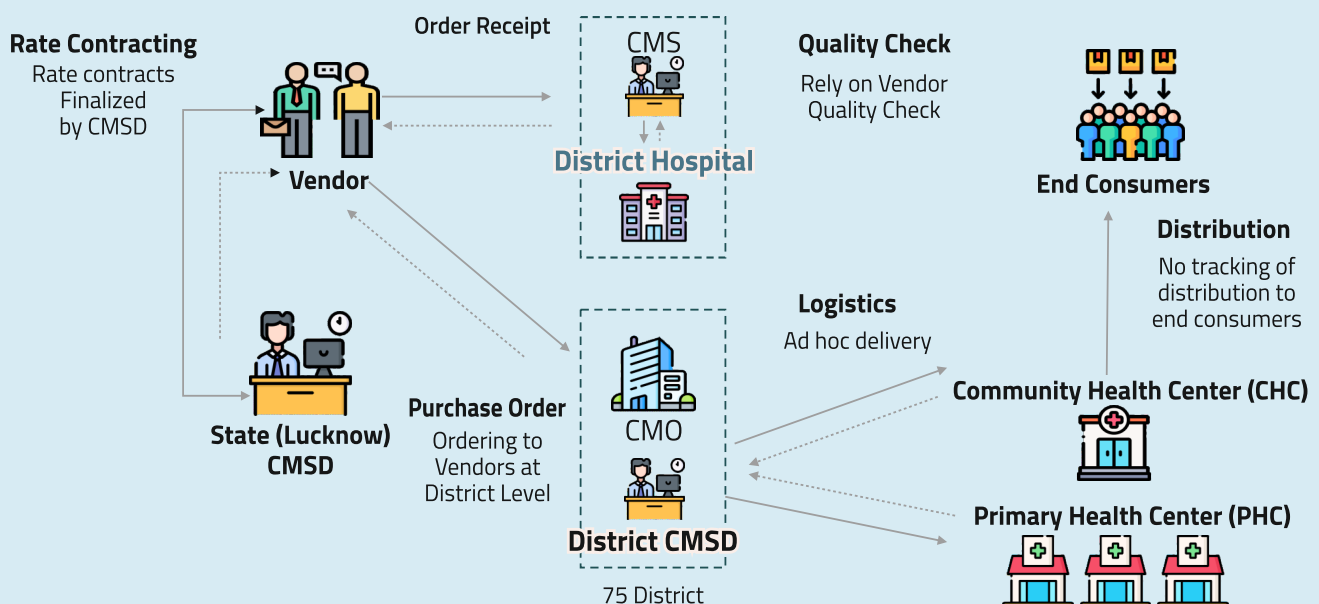 Rate Contracting
Rate contracts
Finalized
by CMSD
Vendor
Order Receipt
CMS
District Hospital
Quality Check
Rely on Vendor
Quality Check
End Consumers
Distribution
No tracking of
distribution to
end consumers
State (Lucknow)
CMSD
Purchase Order
Ordering to
Vendors at
District Level
CMO
District CMSD
75 District
Logistics
Ad hoc delivery
Community Health Center (CHC)
Primary Health Center (PHC)